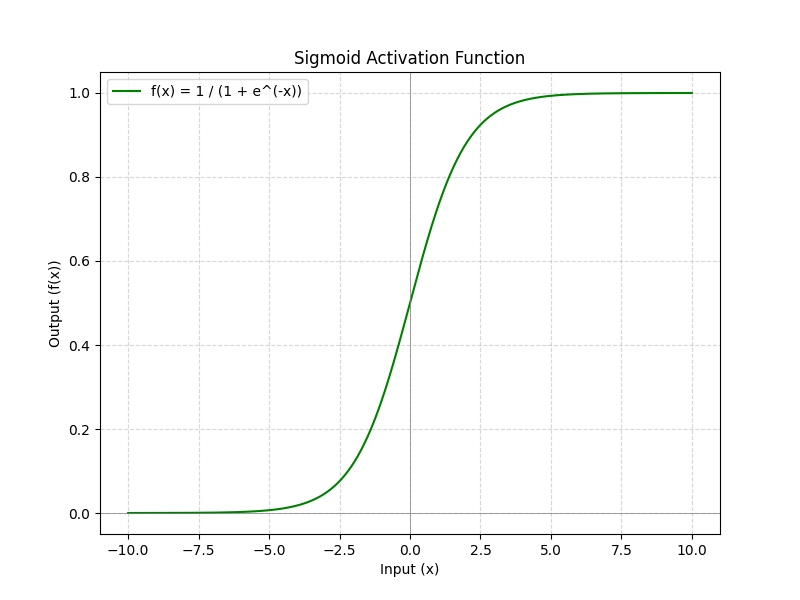 Sigmoid Activation Function
f(x) = 1 / (1 + e^(-x))
1.0
0.8
0.6
0.4
0.2
0.0
Output (f(x))
−10.0 −7.5 −5.0 −2.5 0.0 2.5 5.0 7.5 10.0
Input (x)